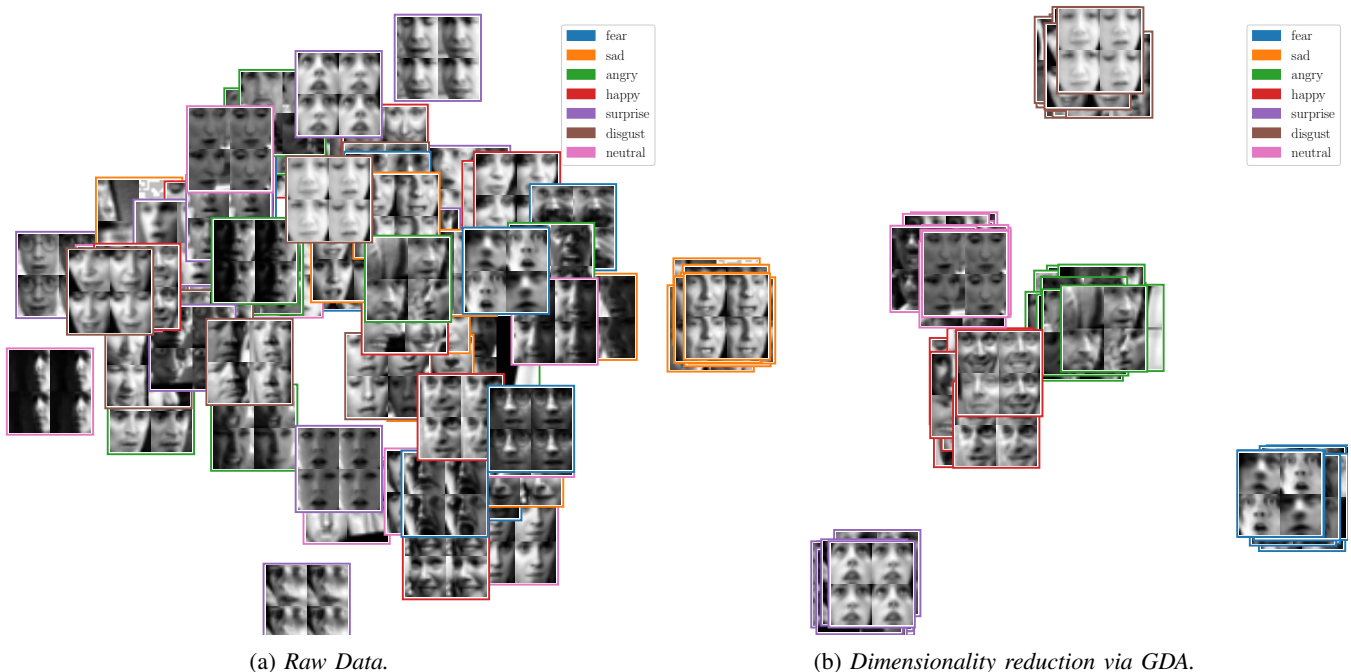 fear
sad
angry
happy
surprise
disgust
neutral
fear
sad
angry
happy
surprise
disgust
neutral
(a) Raw Data.
(b) Dimensionality reduction via GDA.